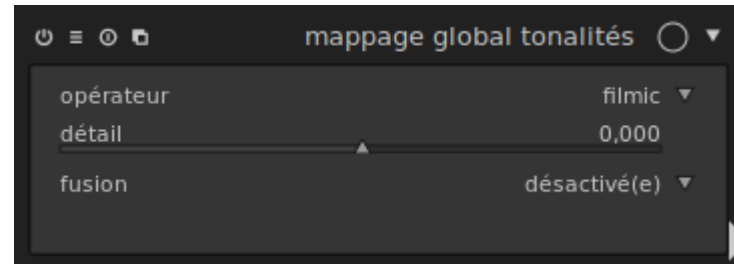 mappage global tonalités
opérateur filmic
détail 0,000
fusion désactivé(e)